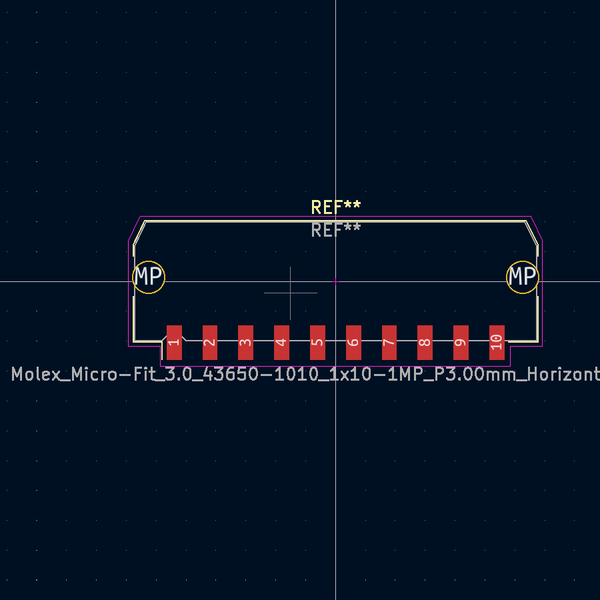 REF**
REF**
MP MP
1 2 3 4 5 6 7 8 9 10
Molex_Micro-Fit_3.0_43650-1010_1x10-1MP_P3.00mm_Horizont